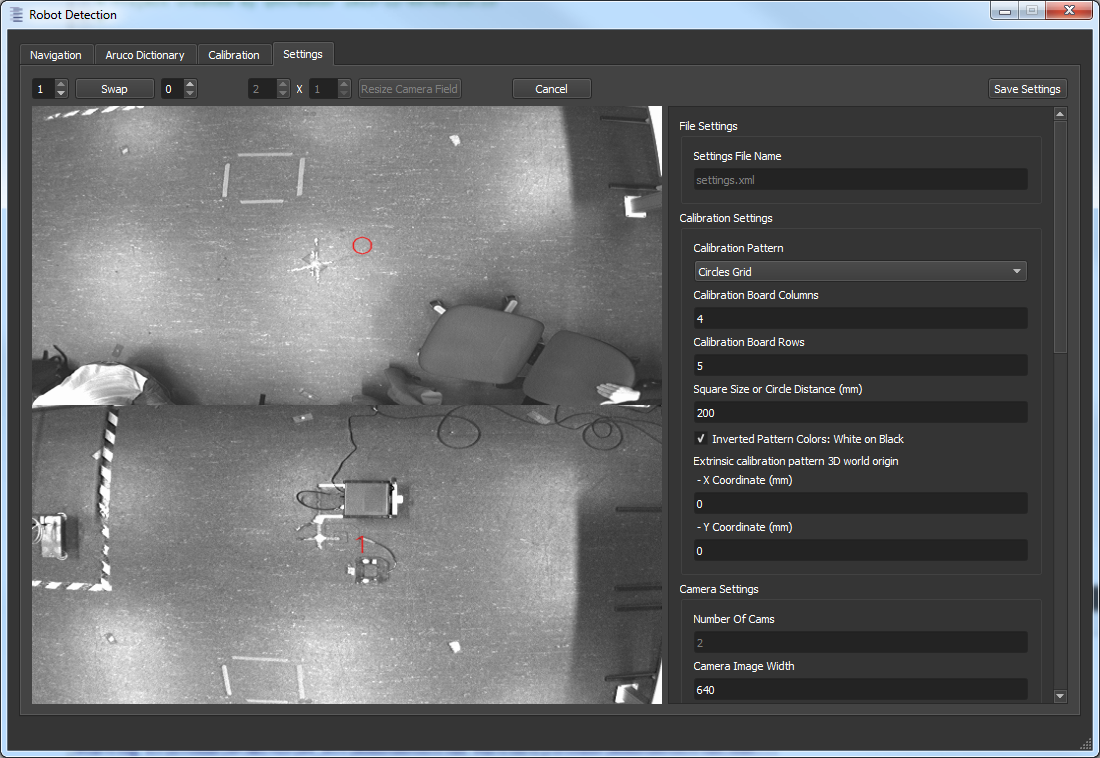 Robot Detection
Navigation Aruco Dictionary Calibration Settings
1 Swap 0 2 X 1 Resize Camera Field Cancel Save Settings
File Settings
Settings File Name
settings.xml
Calibration Settings
Calibration Pattern
Circles Grid
Calibration Board Columns
4
Calibration Board Rows
5
Square Size or Circle Distance (mm)
200
Inverted Pattern Colors: White on Black
Extrinsic calibration pattern 3D world origin
- X Coordinate (mm)
0
- Y Coordinate (mm)
0
Camera Settings
Number Of Cams
2
Camera Image Width
640
0
1